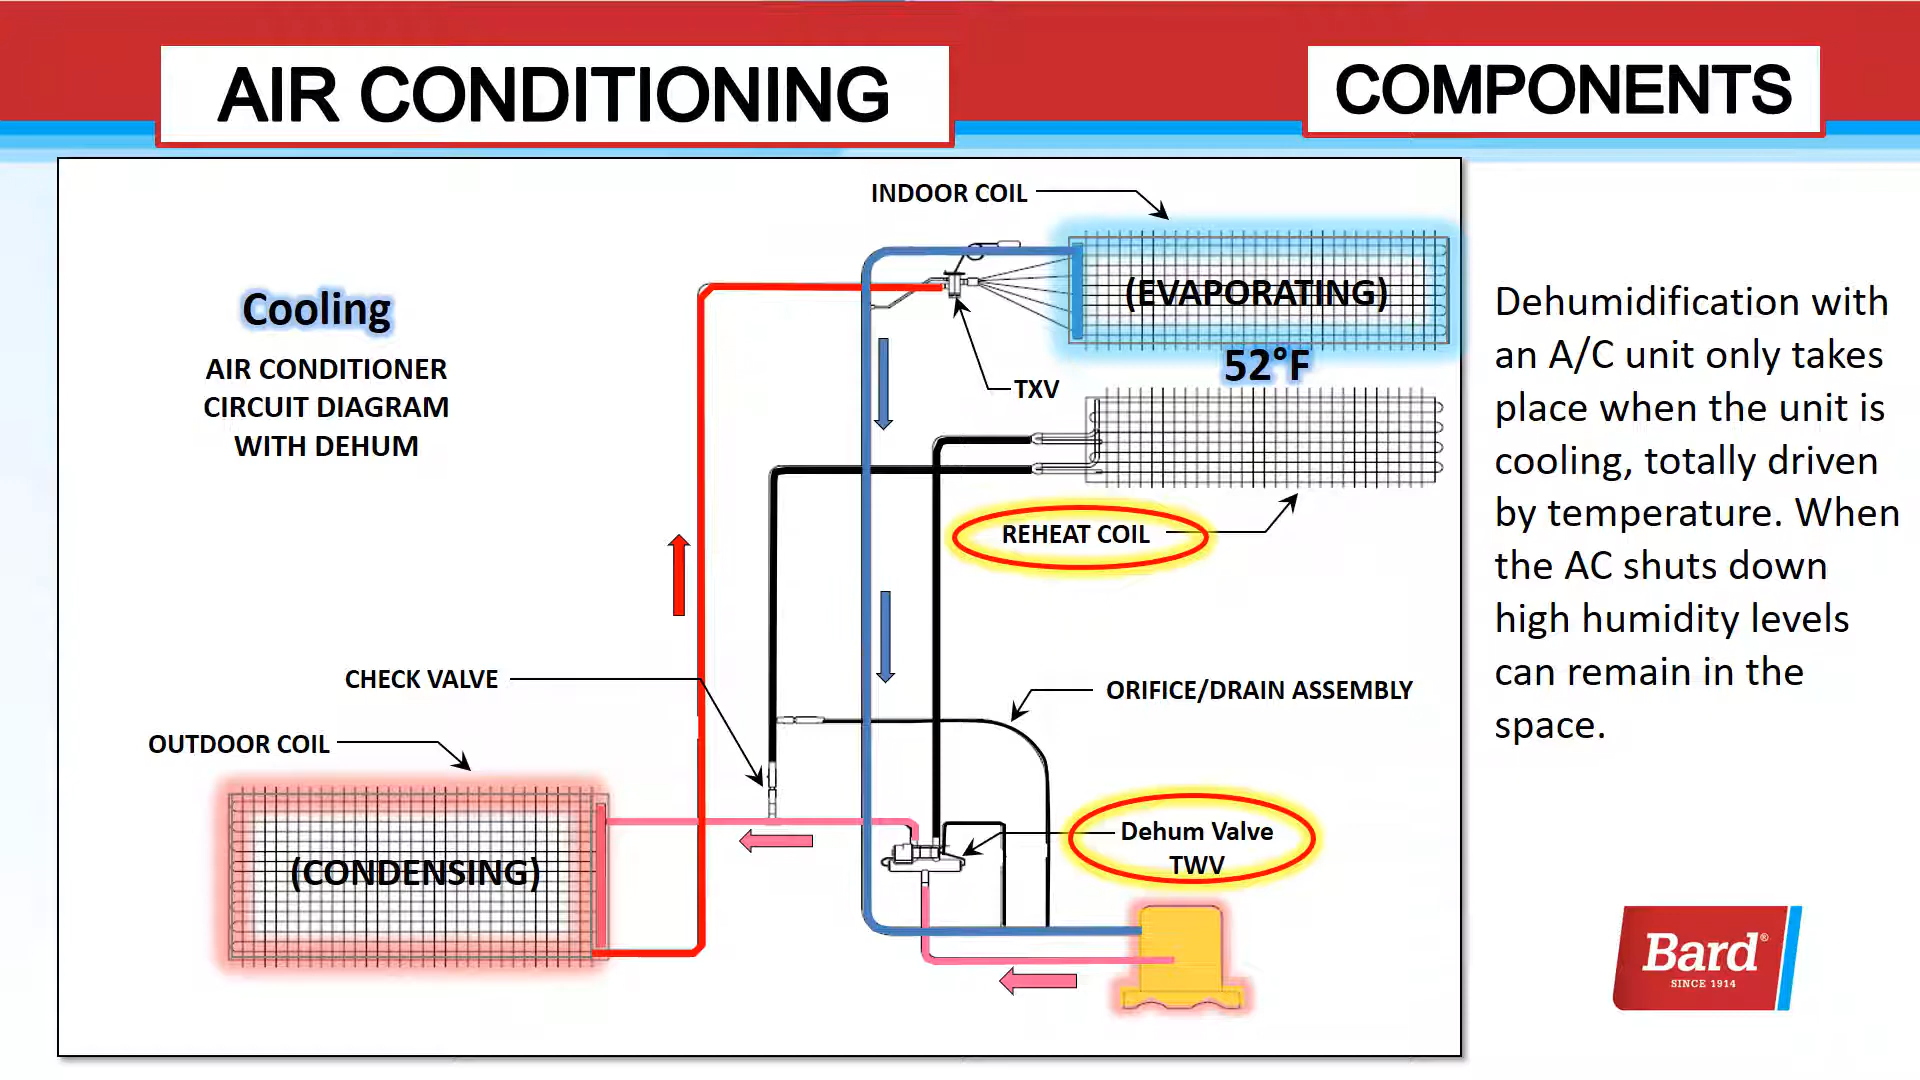 AIR CONDITIONING
COMPONENTS
INDOOR COIL
(EVAPORATING)
Cooling
52°F
AIR CONDITIONER
CIRCUIT DIAGRAM
WITH DEHUM
TXV
REHEAT COIL
CHECK VALVE
ORIFICE/DRAIN ASSEMBLY
OUTDOOR COIL
Dehum Valve
TWV
(CONDENSING)
Dehumidification with
an A/C unit only takes
place when the unit is
cooling, totally driven
by temperature. When
the AC shuts down
high humidity levels
can remain in the
space.
Bard®
SINCE 1914